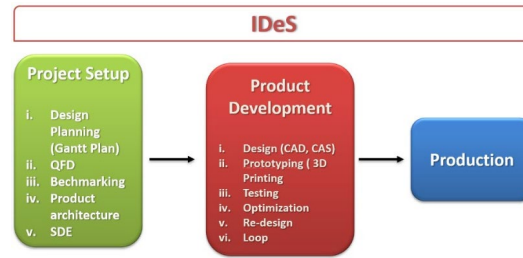 IDeS
Project Setup
i. Design
Planning
(Gantt Plan)
ii. QFD
iii. Bechmarking
iv. Product
architecture
v. SDE
Product
Development
i. Design (CAD, CAS)
ii. Prototyping ( 3D
Printing
iii. Testing
iv. Optimization
v. Re-design
vi. Loop
Production